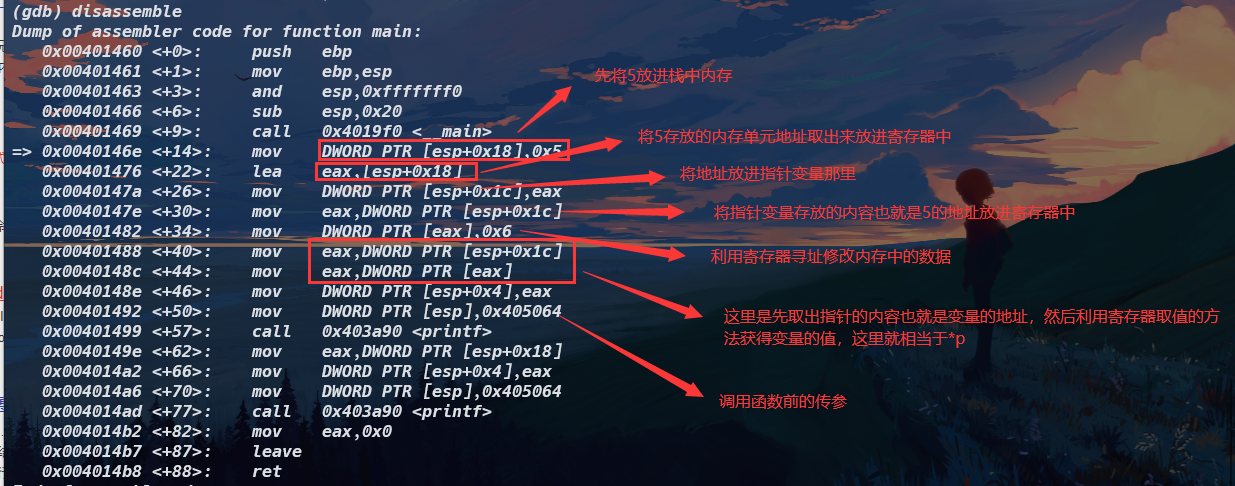 (gdb) disassemble
Dump of assembler code for function main:
0x00401460 <+0>: push ebp
0x00401461 <+1>: mov ebp,esp
0x00401463 <+3>: and esp,0xfffffff0
先将5放进栈中内存
0x00401466 <+6>: sub esp,0x20
0x00401469 <+9>: call 0x4019f0 <__main>
将5存放的内存单元地址取出来放进寄存器中
=> 0x0040146e <+14>: mov DWORD PTR [esp+0x18],0x5
0x00401476 <+22>: lea eax,[esp+0x18]
将地址放进指针变量那里
0x0040147a <+26>: mov DWORD PTR [esp+0x1c],eax
0x0040147e <+30>: mov eax,DWORD PTR [esp+0x1c]
将指针变量存放的内容也就是5的地址放进寄存器中
0x00401482 <+34>: mov DWORD PTR [eax],0x6
0x00401488 <+40>: mov eax,DWORD PTR [esp+0x1c]
利用寄存器寻址修改内存中的数据
0x0040148c <+44>: mov eax,DWORD PTR [eax]
0x0040148e <+46>: mov DWORD PTR [esp+0x4],eax
0x00401492 <+50>: mov DWORD PTR [esp],0x405064
这里是先取出指针的内容也就是变量的地址，然后利用寄存器取值的方
法获得变量的值，这里就相当于*p
0x00401499 <+57>: call 0x403a90 <printf>
0x0040149e <+62>: mov eax,DWORD PTR [esp+0x18]
0x004014a2 <+66>: mov DWORD PTR [esp+0x4],eax
0x004014a6 <+70>: mov DWORD PTR [esp],0x405064
调用函数前的传参
0x004014ad <+77>: call 0x403a90 <printf>
0x004014b2 <+82>: mov eax,0x0
0x004014b7 <+87>: leave
0x004014b8 <+88>: ret